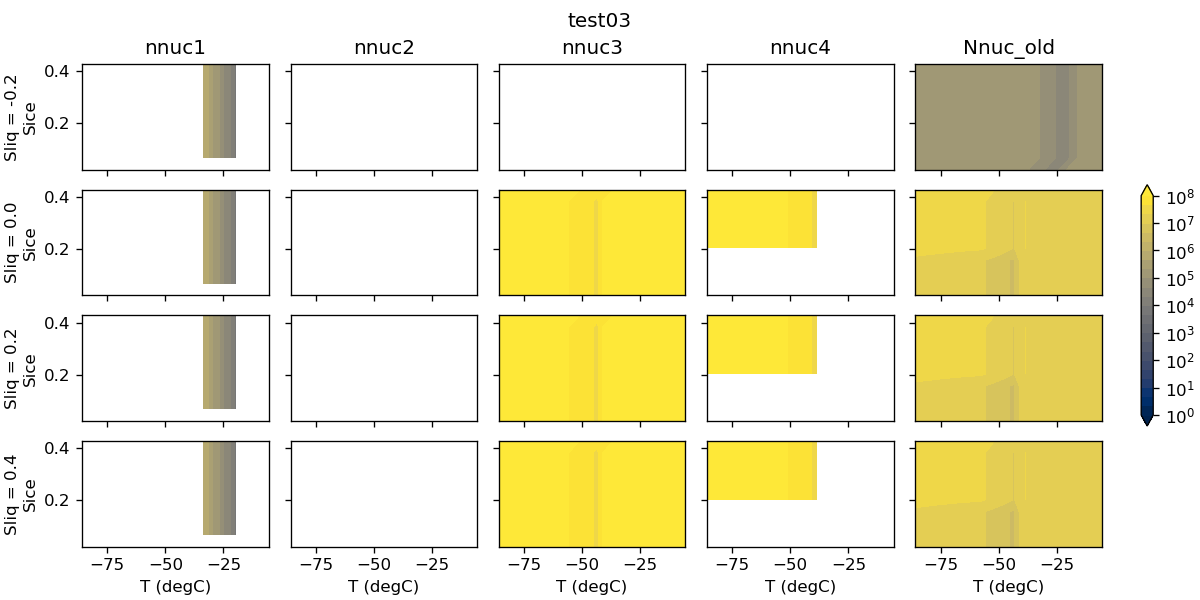 test03
nnuc1 nnuc2 nnuc3 nnuc4 Nnuc_old
Sliq = -0.2
Sice
0.4
0.2
Sliq = 0.0
Sice
0.4
0.2
Sliq = 0.2
Sice
0.4
0.2
Sliq = 0.4
Sice
0.4
0.2
−75 −50 −25 −75 −50 −25 −75 −50 −25 −75 −50 −25 −75 −50 −25
T (degC) T (degC) T (degC) T (degC) T (degC)
10⁸
10⁷
10⁶
10⁵
10⁴
10³
10²
10¹
10⁰